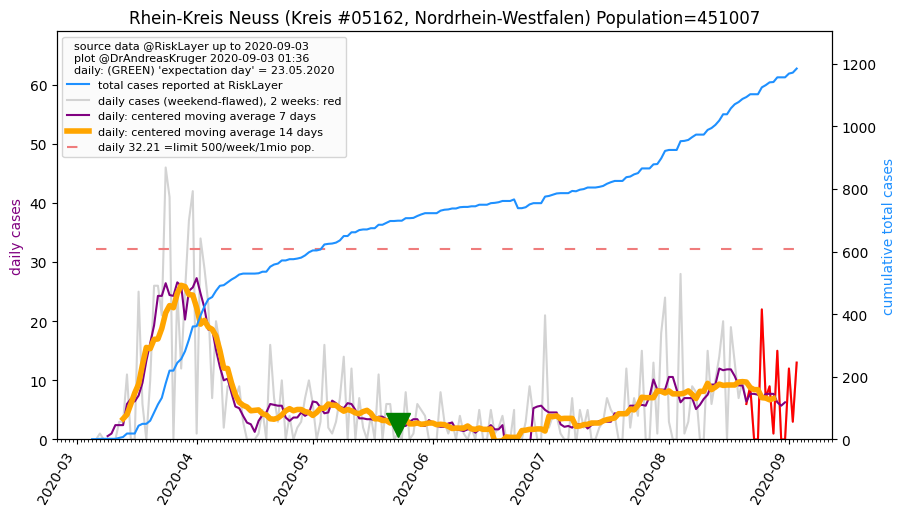 Rhein-Kreis Neuss (Kreis #05162, Nordrhein-Westfalen) Population=451007
source data @RiskLayer up to 2020-09-03
plot @DrAndreasKruger 2020-09-03 01:36
daily: (GREEN) 'expectation day' = 23.05.2020
total cases reported at RiskLayer
daily cases (weekend-flawed), 2 weeks: red
daily: centered moving average 7 days
daily: centered moving average 14 days
daily 32.21 =limit 500/week/1mio pop.
daily cases
60
50
40
30
20
10
0
1200
1000
800
600
400
200
0
cumulative total cases
2020-03
2020-04
2020-05
2020-06
2020-07
2020-08
2020-09